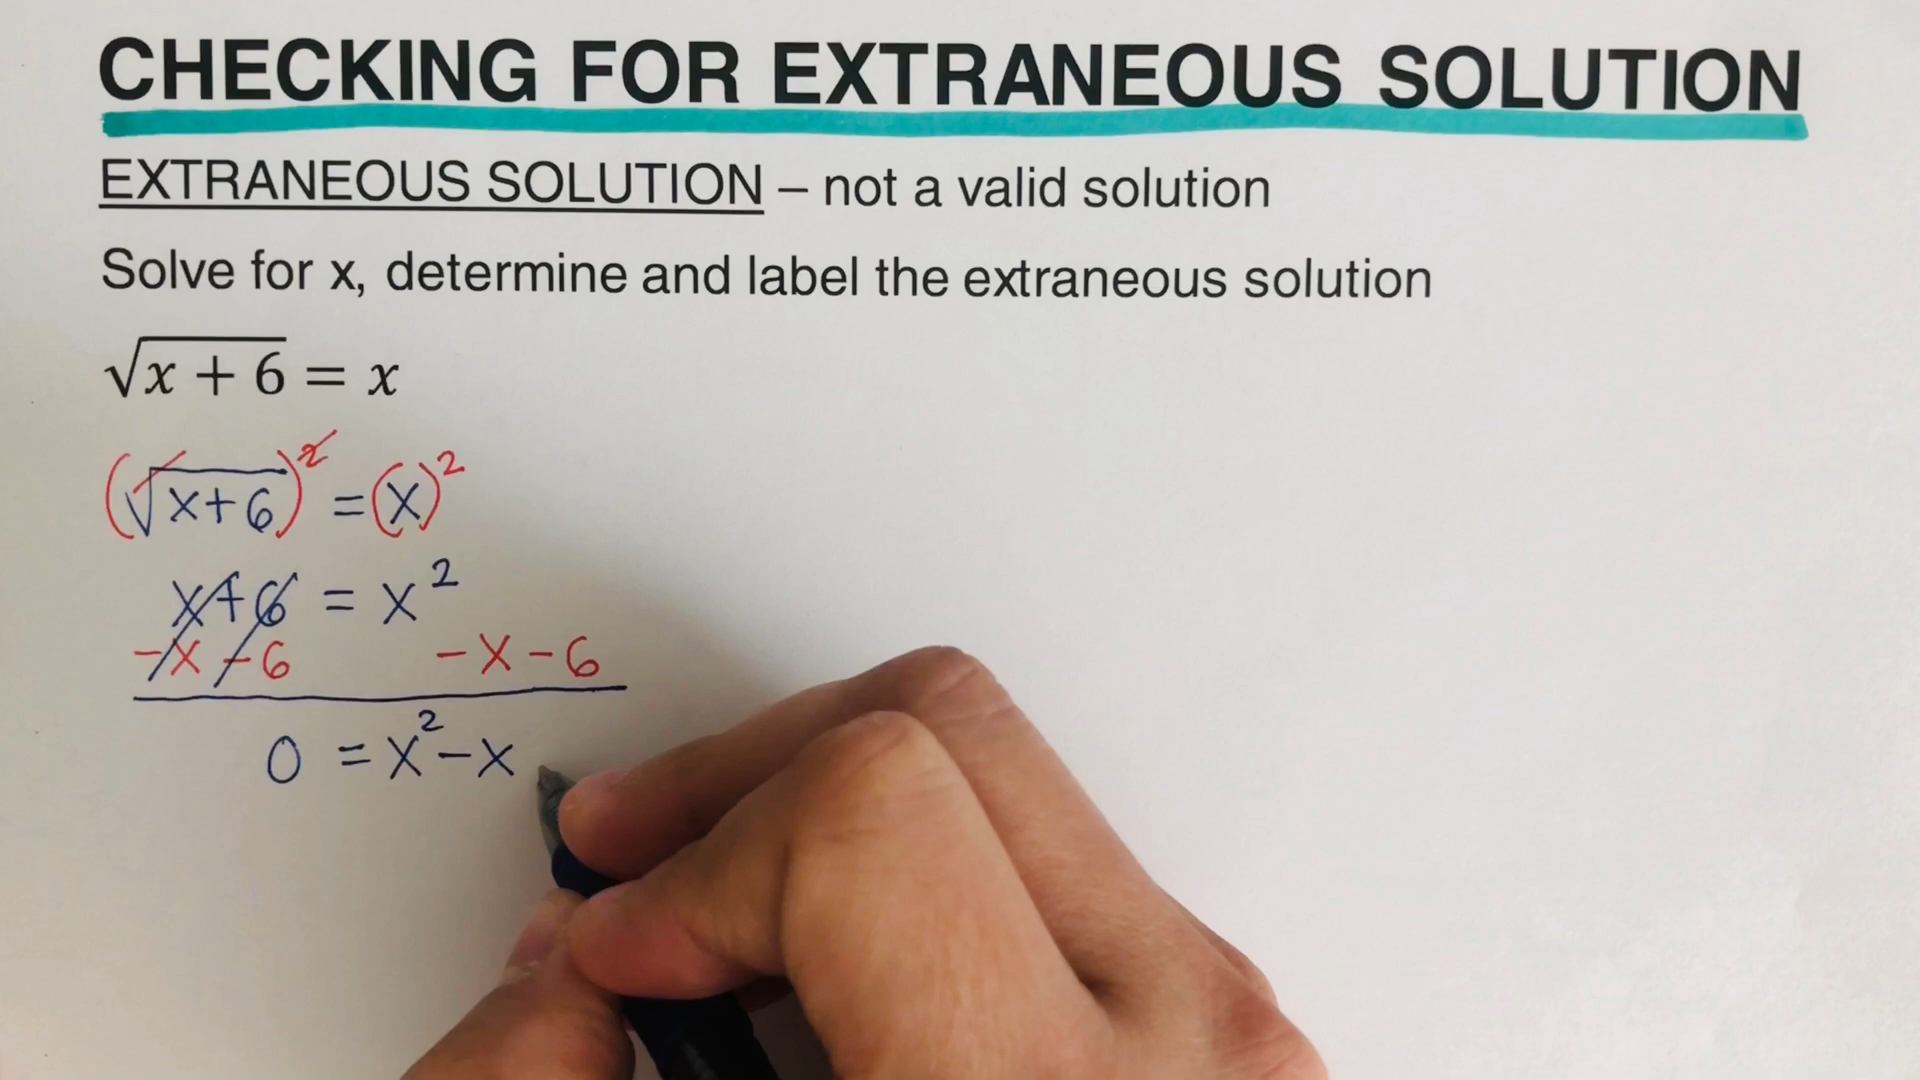 CHECKING FOR EXTRANEOUS SOLUTION
EXTRANEOUS SOLUTION – not a valid solution
Solve for x, determine and label the extraneous solution
√x + 6 = x
(√x+6)² = (x)²
x+6 = x²
-x -6 -x-6
0 = x²-x